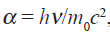 α = hν/m₀c²,